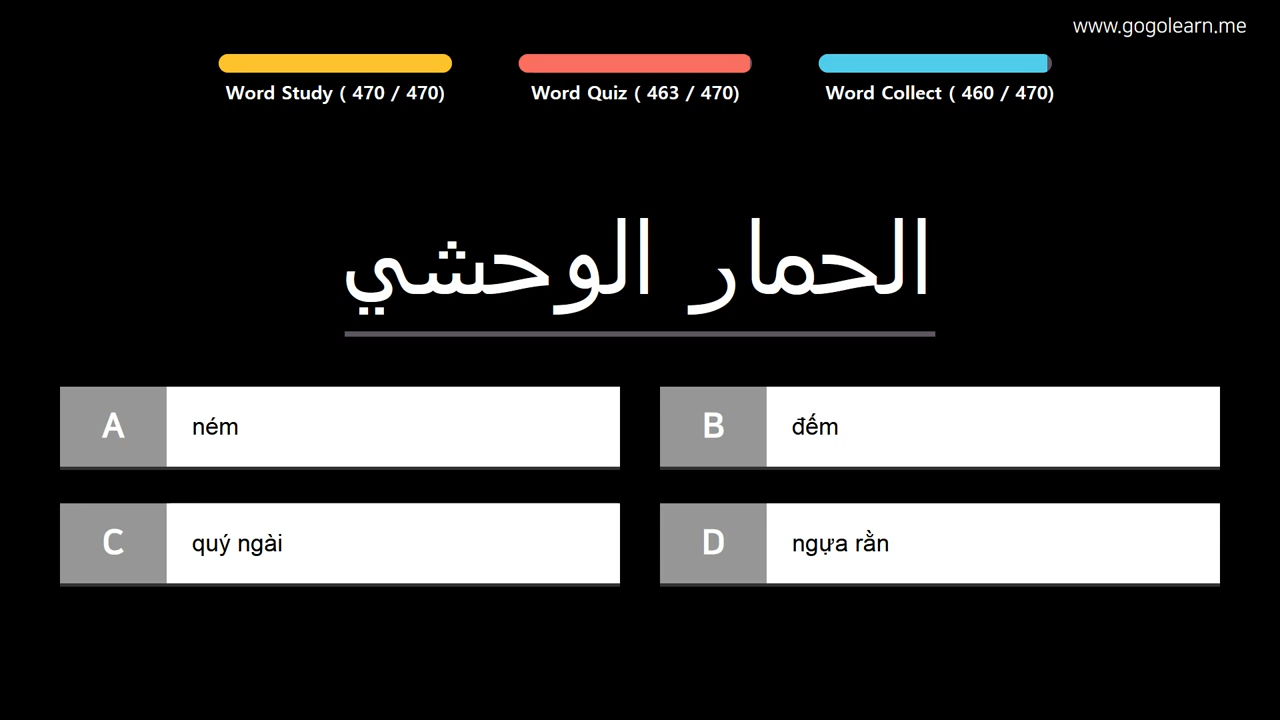 www.gogolearn.me
Word Study ( 470 / 470)
Word Quiz ( 463 / 470)
Word Collect ( 460 / 470)
الحمار الوحشي
A ném
B đếm
C quý ngài
D ngựa rằn